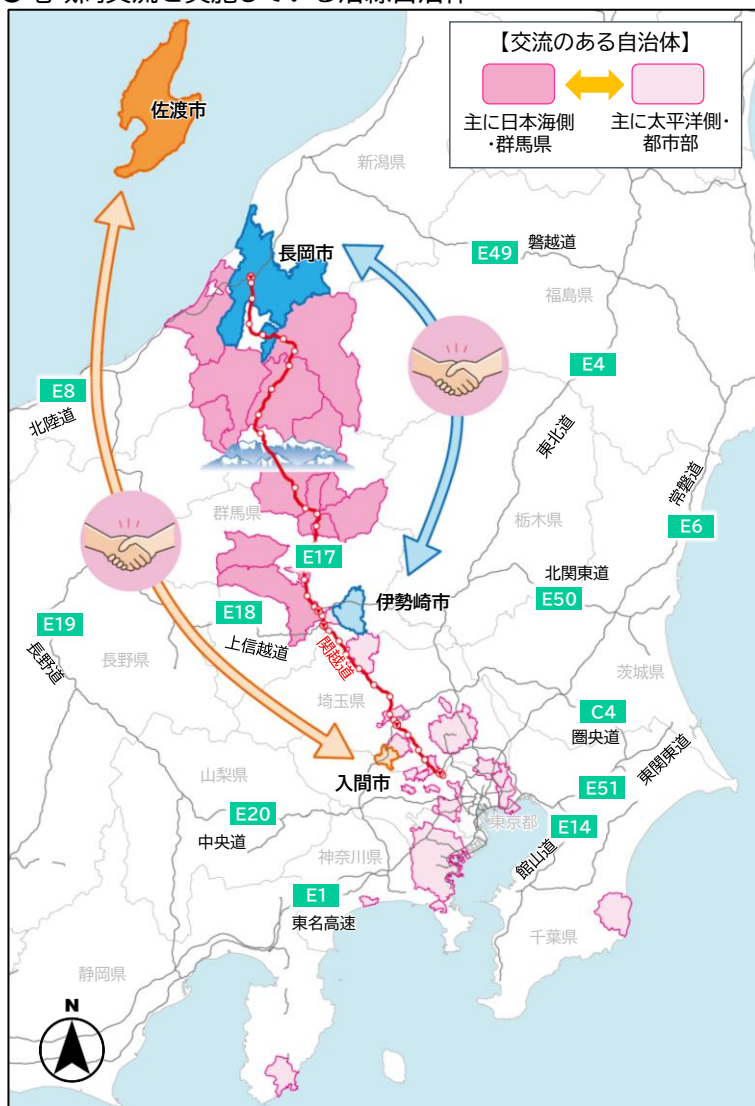 【交流のある自治体】
主に日本海側
・群馬県
主に太平洋側・
都市部
佐渡市
新潟県
長岡市
E49
磐越道
福島県
E4
E8
北陸道
東北道
常磐道
群馬県
栃木県
E6
E17
北関東道
伊勢崎市
E50
E18
E19
上信越道
長野道
長野県
関越道
茨城県
埼玉県
C4
圏央道
東関東道
山梨県
入間市
E51
E20
東京都
E14
中央道
館山道
神奈川県
E1
東名高速
千葉県
静岡県
N